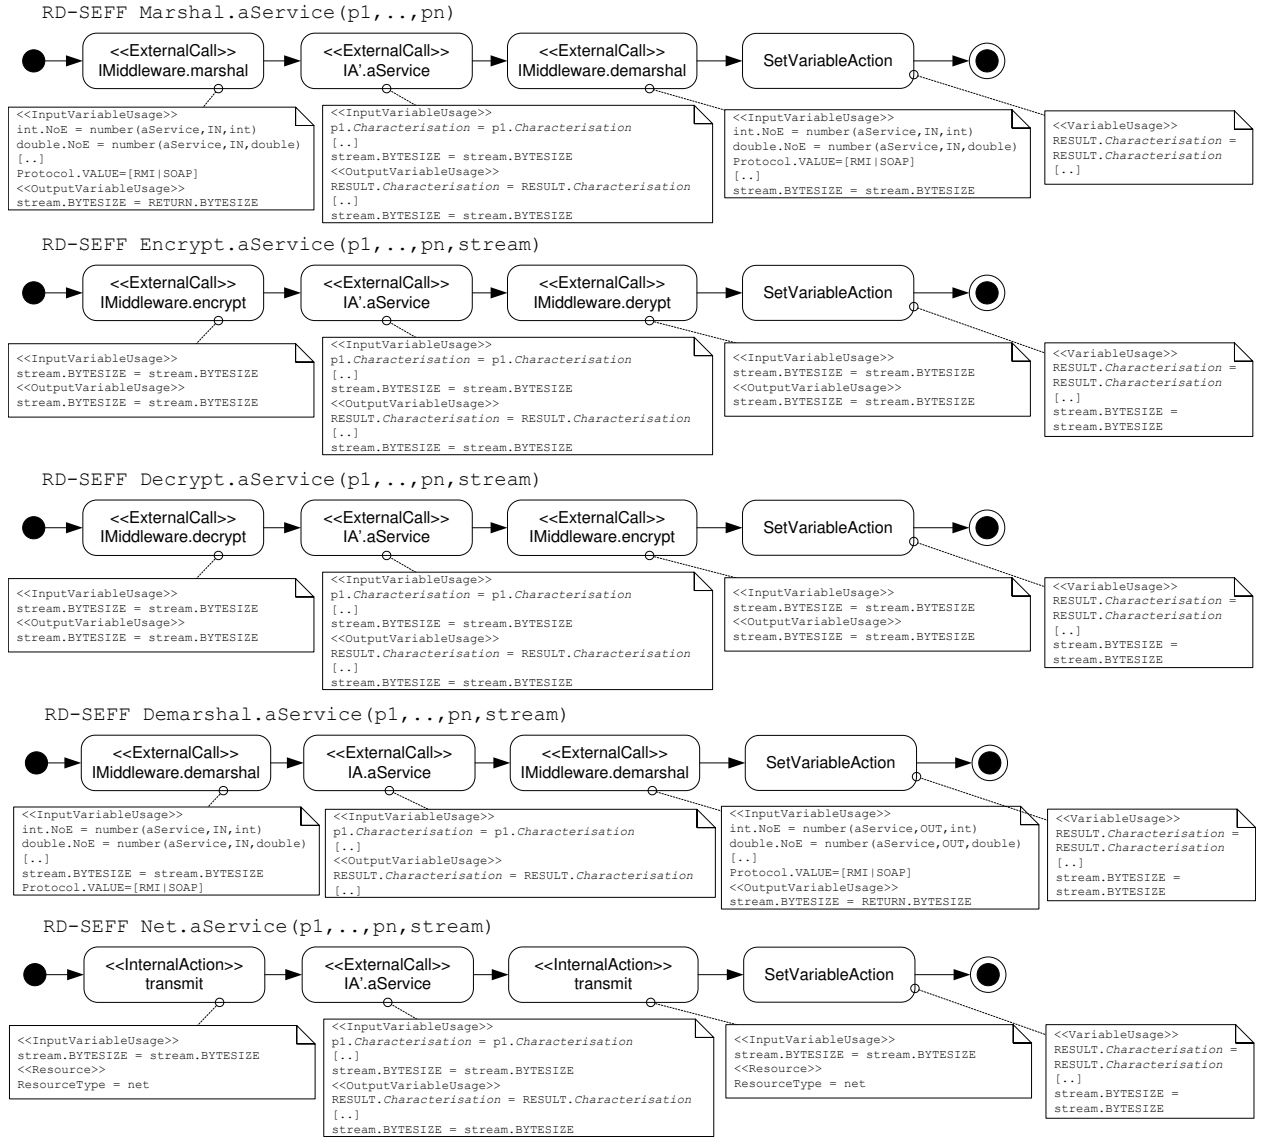 RD-SEFF Marshal.aService(p1,..,pn)
<<ExternalCall>>
IMiddleware.marshal
<<ExternalCall>>
IA'.aService
<<ExternalCall>>
IMiddleware.demarshal
SetVariableAction
<<InputVariableUsage>>
int.NoE = number(aService,IN,int)
double.NoE = number(aService,IN,double)
[..]
Protocol.VALUE=[RMI|SOAP]
<<OutputVariableUsage>>
stream.BYTESIZE = RETURN.BYTESIZE
<<InputVariableUsage>>
p1.Characterisation = p1.Characterisation
[..]
stream.BYTESIZE = stream.BYTESIZE
<<OutputVariableUsage>>
RESULT.Characterisation = RESULT.Characterisation
[..]
stream.BYTESIZE = stream.BYTESIZE
<<InputVariableUsage>>
int.NoE = number(aService,IN,int)
double.NoE = number(aService,IN,double)
Protocol.VALUE=[RMI|SOAP]
[..]
stream.BYTESIZE = stream.BYTESIZE
<<VariableUsage>>
RESULT.Characterisation =
RESULT.Characterisation
[..]
RD-SEFF Encrypt.aService(p1,..,pn,stream)
<<ExternalCall>>
IMiddleware.encrypt
<<ExternalCall>>
IA'.aService
<<ExternalCall>>
IMiddleware.derypt
SetVariableAction
<<InputVariableUsage>>
stream.BYTESIZE = stream.BYTESIZE
<<OutputVariableUsage>>
stream.BYTESIZE = stream.BYTESIZE
<<InputVariableUsage>>
p1.Characterisation = p1.Characterisation
[..]
stream.BYTESIZE = stream.BYTESIZE
<<OutputVariableUsage>>
RESULT.Characterisation = RESULT.Characterisation
[..]
stream.BYTESIZE = stream.BYTESIZE
<<InputVariableUsage>>
stream.BYTESIZE = stream.BYTESIZE
<<OutputVariableUsage>>
stream.BYTESIZE = stream.BYTESIZE
<<VariableUsage>>
RESULT.Characterisation =
RESULT.Characterisation
[..]
stream.BYTESIZE =
stream.BYTESIZE
RD-SEFF Decrypt.aService(p1,..,pn,stream)
<<ExternalCall>>
IMiddleware.decrypt
<<ExternalCall>>
IA'.aService
<<ExternalCall>>
IMiddleware.encrypt
SetVariableAction
<<InputVariableUsage>>
stream.BYTESIZE = stream.BYTESIZE
<<OutputVariableUsage>>
stream.BYTESIZE = stream.BYTESIZE
<<InputVariableUsage>>
p1.Characterisation = p1.Characterisation
[..]
stream.BYTESIZE = stream.BYTESIZE
<<OutputVariableUsage>>
RESULT.Characterisation = RESULT.Characterisation
[..]
stream.BYTESIZE = stream.BYTESIZE
<<InputVariableUsage>>
stream.BYTESIZE = stream.BYTESIZE
<<OutputVariableUsage>>
stream.BYTESIZE = stream.BYTESIZE
<<VariableUsage>>
RESULT.Characterisation =
RESULT.Characterisation
[..]
stream.BYTESIZE =
stream.BYTESIZE
RD-SEFF Demarshal.aService(p1,..,pn,stream)
<<ExternalCall>>
IMiddleware.demarshal
<<ExternalCall>>
IA.aService
<<ExternalCall>>
IMiddleware.demarshal
SetVariableAction
<<InputVariableUsage>>
int.NoE = number(aService,IN,int)
double.NoE = number(aService,IN,double)
[..]
stream.BYTESIZE = stream.BYTESIZE
Protocol.VALUE=[RMI|SOAP]
<<InputVariableUsage>>
p1.Characterisation = p1.Characterisation
[..]
<<OutputVariableUsage>>
RESULT.Characterisation = RESULT.Characterisation
[..]
<<InputVariableUsage>>
int.NoE = number(aService,OUT,int)
double.NoE = number(aService,OUT,double)
[..]
Protocol.VALUE=[RMI|SOAP]
<<OutputVariableUsage>>
stream.BYTESIZE = RETURN.BYTESIZE
<<VariableUsage>>
RESULT.Characterisation =
RESULT.Characterisation
[..]
stream.BYTESIZE =
stream.BYTESIZE
RD-SEFF Net.aService(p1,..,pn,stream)
<<InternalAction>>
transmit
<<ExternalCall>>
IA'.aService
<<InternalAction>>
transmit
SetVariableAction
<<InputVariableUsage>>
stream.BYTESIZE = stream.BYTESIZE
<<Resource>>
ResourceType = net
<<InputVariableUsage>>
p1.Characterisation = p1.Characterisation
[..]
stream.BYTESIZE = stream.BYTESIZE
<<OutputVariableUsage>>
RESULT.Characterisation = RESULT.Characterisation
[..]
stream.BYTESIZE = stream.BYTESIZE
<<InputVariableUsage>>
stream.BYTESIZE = stream.BYTESIZE
<<Resource>>
ResourceType = net
<<VariableUsage>>
RESULT.Characterisation =
RESULT.Characterisation
[..]
stream.BYTESIZE =
stream.BYTESIZE